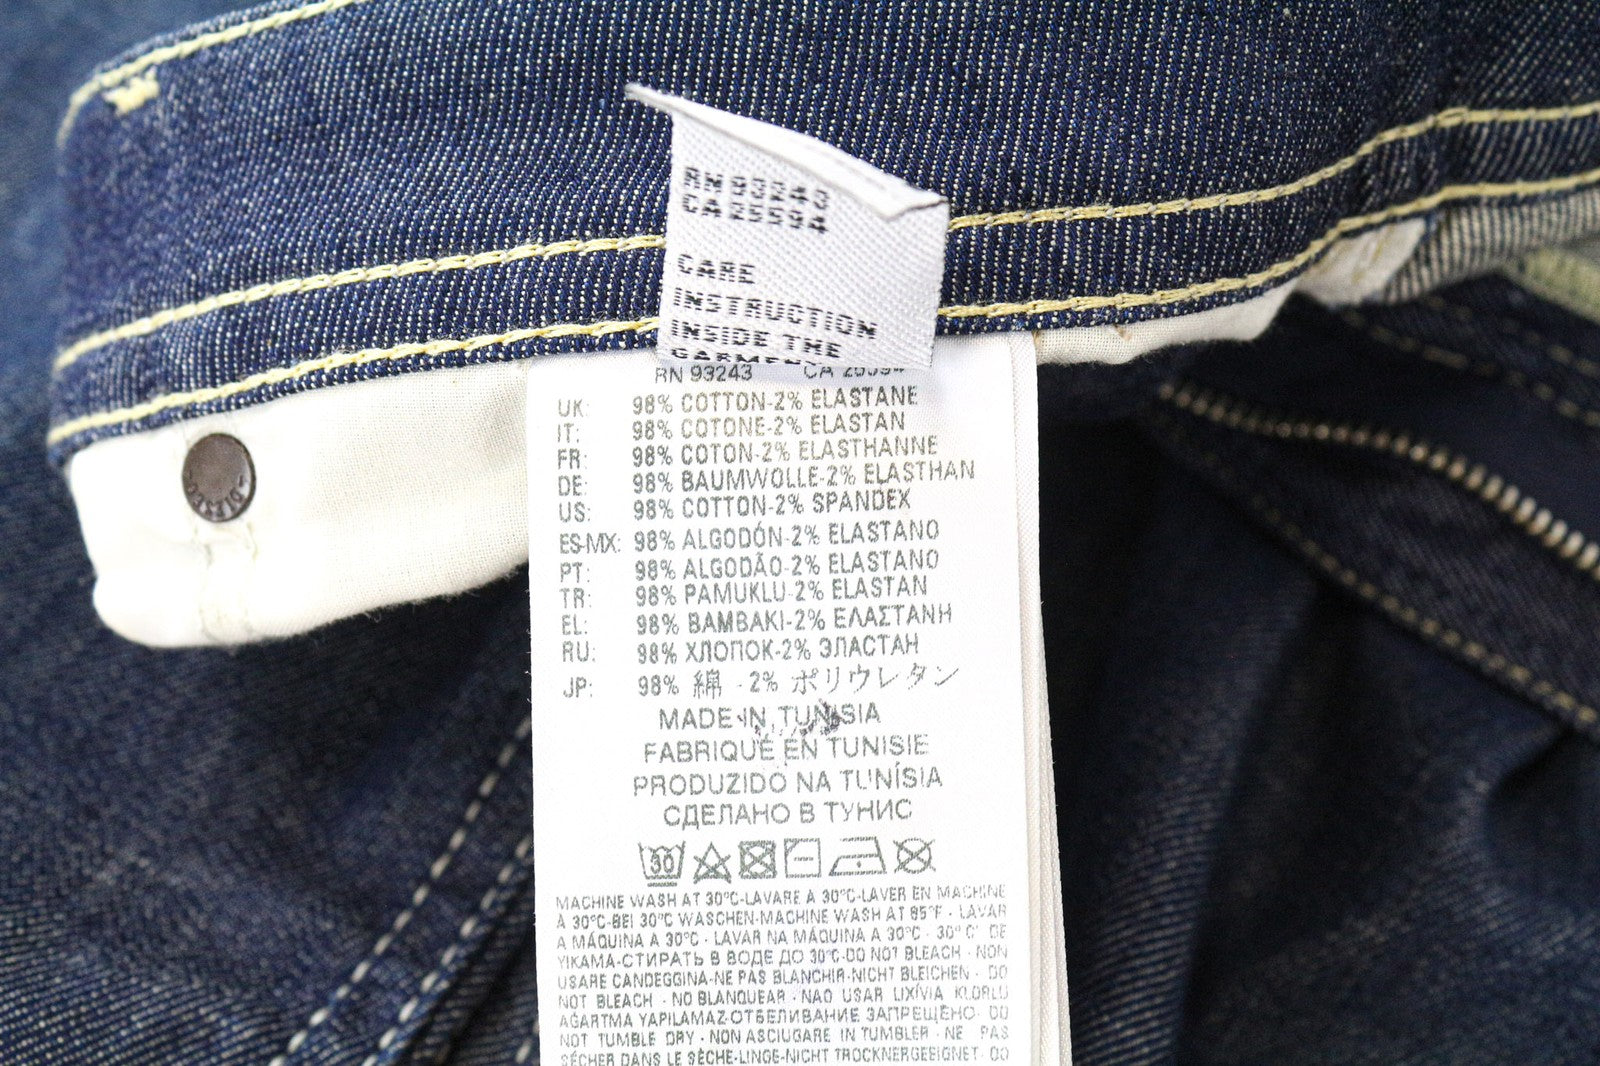 RN 93243
CA 25594
CARE
INSTRUCTION
INSIDE THE
RN 93243 CA
UK: 98% COTTON-2% ELASTANE
IT: 98% COTONE-2% ELASTAN
FR: 98% COTON-2% ELASTHANNE
DE: 98% BAUMWOLLE-2% ELASTHAN
US: 98% COTTON-2% SPANDEX
ES-MX: 98% ALGODÓN-2% ELASTANO
PT: 98% ALGODÃO-2% ELASTANO
TR: 98% PAMUKLU-2% ELASTAN
EL: 98% ΒΑΜΒΑΚΙ-2% ΕΛΑΣΤΑΝΗ
RU: 98% ХЛОПОК-2% ЭЛАСТАН
JP: 98% 綿 - 2% ポリウレタン
MADE IN TUNISIA
FABRIQUÉ EN TUNISIE
PRODUZIDO NA TUNÍSIA
СДЕЛАНО В ТУНИС
30
MACHINE WASH AT 30°C-LAVARE A 30°C-LAVER EN MACHINE
A 30°C-BEI 30°C WASCHEN-MACHINE WASH AT 85°F - LAVAR
A MÁQUINA A 30°C - LAVAR NA MÁQUINA A 30°C - 30° C' DE
YIKAMA-СТИРАТЬ В ВОДЕ ДО 30°C-DO NOT BLEACH - NON
USARE CANDEGGINA-NE PAS BLANCHIR-NICHT BLEICHEN - DO
NOT BLEACH - NO BLANQUEAR - NAO USAR LIXÍVIA KLORLU
AĞARTMA YAPILAMAZ-ОТБЕЛИВАНИЕ ЗАПРЕЩЕНО- DO
NOT TUMBLE DRY - NON ASCIUGARE IN TUMBLER - NE PAS
SÉCHER DANS LE SÈCHE-LINGE-NICHT TROCKNERGEEIGNET- DO
DIESEL